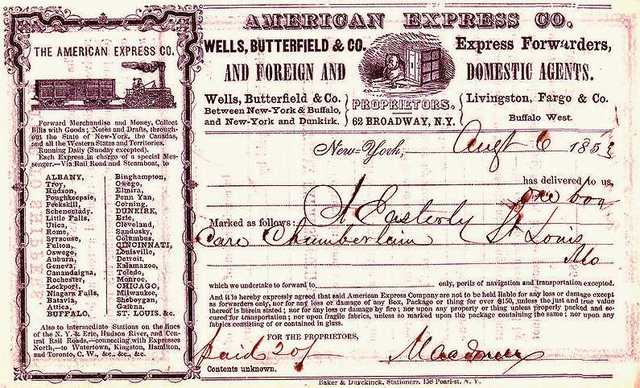 AMERICAN EXPRESS CO.
WELLS, BUTTERFIELD & CO. Express Forwarders,
AND FOREIGN AND DOMESTIC AGENTS.
PROPRIETORS.
Wells, Butterfield & Co. Livingston, Fargo & Co.
Between New-York & Buffalo, Buffalo West.
and New-York and Dunkirk. 62 BROADWAY, N.Y.
THE AMERICAN EXPRESS CO.
Forward Merchandise and Money, Collect
Bills with Goods; Notes and Drafts, through-
out the State of New-York, the Canadas,
and all the Western States and Territories.
Running Daily (Sunday excepted).
Each Express in charge of a special Mes-
senger.—Via Rail Road and Steamboat, to
ALBANY, Binghampton,
Troy, Oswego,
Hudson, Elmira,
Poughkeepsie, Penn Yan,
Peekskill, Corning,
Schenectady, DUNKIRK,
Little Falls, Erie,
Utica, Cleveland,
Rome, Sandusky,
Syracuse, Columbus,
Fulton, CINCINNATI,
Oswego, Louisville,
Auburn, Detroit,
Geneva, Kalamazoo,
Canandaigua, Toledo,
Rochester, Monroe,
Lockport, CHICAGO,
Niagara Falls, Milwaukee,
Batavia, Sheboygan,
Attica, Galena,
BUFFALO, ST. LOUIS, &c.
Also to intermediate Stations on the lines
of the N. Y. & Erie, Hudson River, and Cen-
tral Rail Roads,—connecting with Expresses
North,—to Watertown, Kingston, Hamilton,
and Toronto, C. W., &c., &c., &c.
New-York, Augt 6 1853
has delivered to us,
one box
Marked as follows: A Easterly
Care Chamberlain St Louis
Mo
which we undertake to forward to only, perils of navigation and transportation excepted.
And it is hereby expressly agreed that said American Express Company are not to be held liable for any loss or damage except
as forwarders only, nor for any loss or damage of any Box, Package or thing for over $150, unless the just and true value
thereof is herein stated; nor for any loss or damage by fire; nor upon any property or thing unless properly packed and se-
cured for transportation; nor upon fragile fabrics, unless so marked upon the package containing the same; nor upon any
fabrics consisting of or contained in glass.
FOR THE PROPRIETORS,
paid 20/
Contents unknown.
Baker & Duyckinck, Stationers, 158 Pearl-st. N. Y.